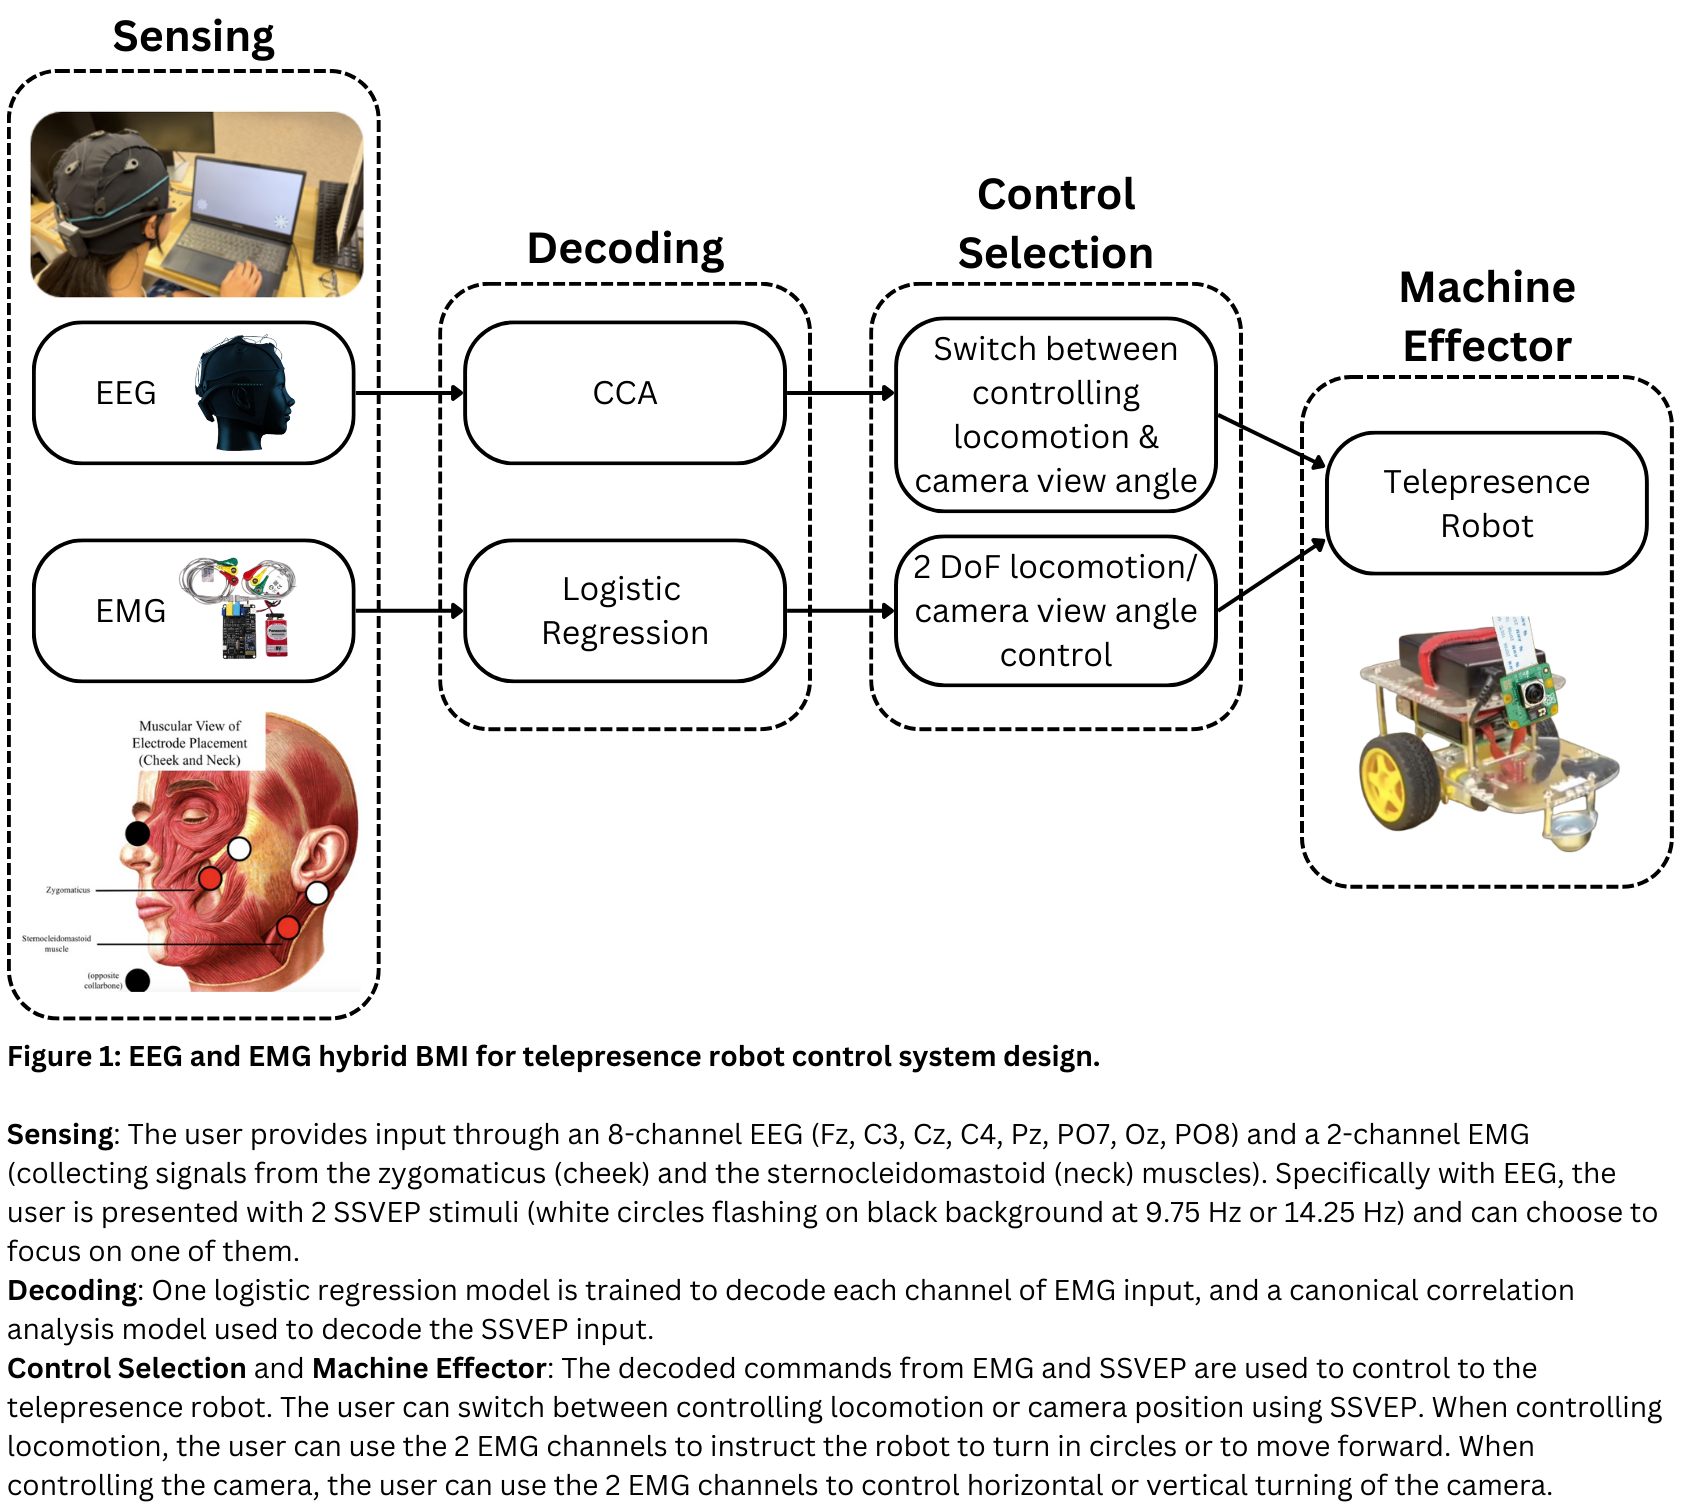 Sensing
Decoding
Control
Selection
Machine
Effector
EEG
CCA
Switch between
controlling
locomotion &
camera view angle
Telepresence
Robot
EMG
Logistic
Regression
2 DoF locomotion/
camera view angle
control
Muscular View of
Electrode Placement
(Cheek and Neck)
Zygomaticus
Sternocleidomastoid
muscle
(opposite
collarbone)
Figure 1: EEG and EMG hybrid BMI for telepresence robot control system design.
Sensing: The user provides input through an 8-channel EEG (Fz, C3, Cz, C4, Pz, PO7, Oz, PO8) and a 2-channel EMG
(collecting signals from the zygomaticus (cheek) and the sternocleidomastoid (neck) muscles). Specifically with EEG, the
user is presented with 2 SSVEP stimuli (white circles flashing on black background at 9.75 Hz or 14.25 Hz) and can choose to
focus on one of them.
Decoding: One logistic regression model is trained to decode each channel of EMG input, and a canonical correlation
analysis model used to decode the SSVEP input.
Control Selection and Machine Effector: The decoded commands from EMG and SSVEP are used to control to the
telepresence robot. The user can switch between controlling locomotion or camera position using SSVEP. When controlling
locomotion, the user can use the 2 EMG channels to instruct the robot to turn in circles or to move forward. When
controlling the camera, the user can use the 2 EMG channels to control horizontal or vertical turning of the camera.